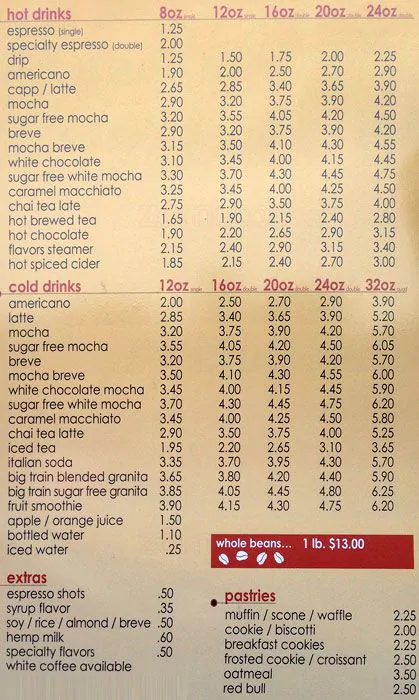 hot drinks 8oz single 12oz single 16oz double 20oz double 24oz double
espresso (single) 1.25
specialty espresso (double) 2.00
drip 1.25 1.50 1.75 2.00 2.25
americano 1.90 2.00 2.50 2.70 2.90
capp / latte 2.65 2.85 3.40 3.65 3.90
mocha 2.90 3.20 3.75 3.90 4.20
sugar free mocha 3.20 3.55 4.05 4.20 4.50
breve 2.90 3.20 3.75 3.90 4.20
mocha breve 3.15 3.50 4.10 4.30 4.55
white chocolate 3.10 3.45 4.00 4.15 4.45
sugar free white mocha 3.30 3.70 4.30 4.45 4.75
caramel macchiato 3.25 3.45 4.00 4.25 4.50
chai tea late 2.75 2.90 3.50 3.75 4.00
hot brewed tea 1.65 1.90 2.15 2.40 2.80
hot chocolate 1.90 2.20 2.65 2.90 3.15
flavors steamer 2.15 2.40 2.90 3.15 3.40
hot spiced cider 1.85 2.15 2.40 2.70 3.00
cold drinks 12oz single 16oz double 20oz double 24oz double 32oz
americano 2.00 2.50 2.70 2.90 3.90
latte 2.85 3.40 3.65 3.90 5.20
mocha 3.20 3.75 3.90 4.20 5.70
sugar free mocha 3.55 4.05 4.20 4.50 6.05
breve 3.20 3.75 3.90 4.20 5.70
mocha breve 3.50 4.10 4.30 4.55 6.00
white chocolate mocha 3.45 4.00 4.15 4.45 5.90
sugar free white mocha 3.70 4.30 4.45 4.75 6.20
caramel macchiato 3.45 4.00 4.25 4.50 5.80
chai tea latte 2.90 3.50 3.75 4.00 5.25
iced tea 1.95 2.20 2.65 3.10 3.65
italian soda 3.35 3.70 3.95 4.30 5.70
big train blended granita 3.65 3.80 4.20 4.40 5.90
big train sugar free granita 3.85 4.05 4.45 4.80 6.25
fruit smoothie 3.90 4.15 4.30 4.75 6.20
apple / orange juice 1.50
bottled water 1.10
iced water .25
whole beans... 1 lb. $13.00
extras
espresso shots .50
syrup flavor .35
soy / rice / almond / breve .50
hemp milk .60
specialty flavors .50
white coffee available
pastries
muffin / scone / waffle 2.25
cookie / biscotti 2.00
breakfast cookies 2.25
frosted cookie / croissant 2.50
oatmeal 3.50
red bull 2.50